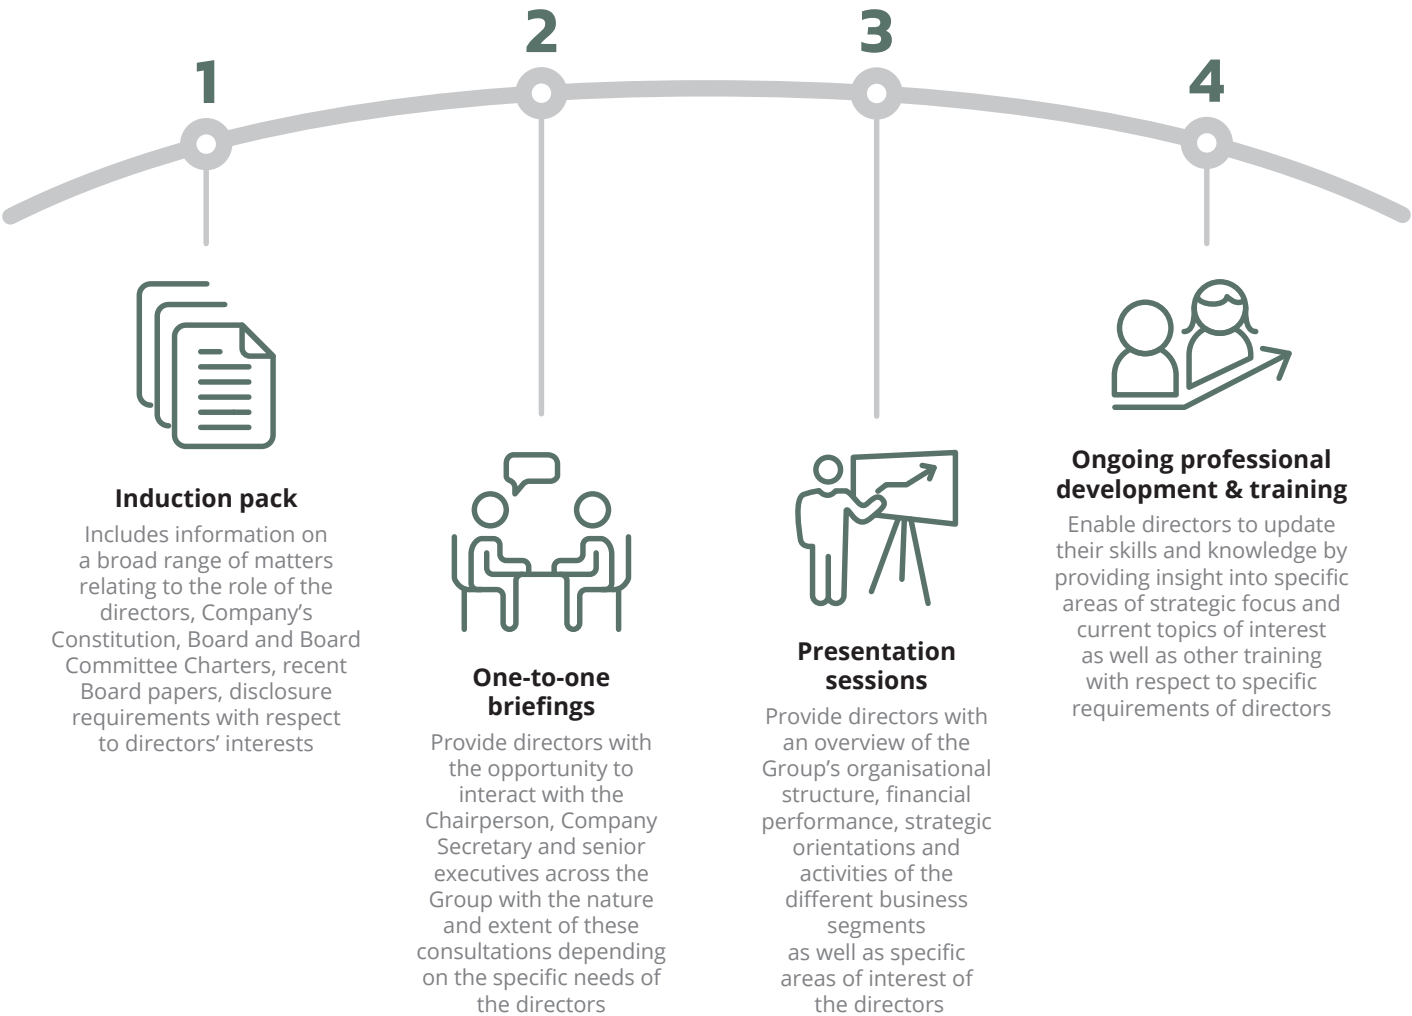 1
Induction pack
Includes information on
a broad range of matters
relating to the role of the
directors, Company’s
Constitution, Board and Board
Committee Charters, recent
Board papers, disclosure
requirements with respect
to directors’ interests
2
One-to-one
briefings
Provide directors with
the opportunity to
interact with the
Chairperson, Company
Secretary and senior
executives across the
Group with the nature
and extent of these
consultations depending
on the specific needs of
the directors
3
Presentation
sessions
Provide directors with
an overview of the
Group’s organisational
structure, financial
performance, strategic
orientations and
activities of the
different business
segments
as well as specific
areas of interest of
the directors
4
Ongoing professional
development & training
Enable directors to update
their skills and knowledge by
providing insight into specific
areas of strategic focus and
current topics of interest
as well as other training
with respect to specific
requirements of directors